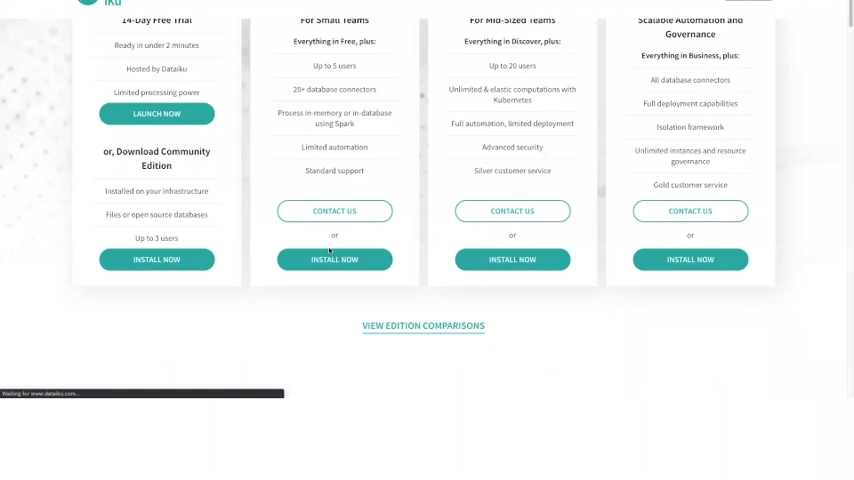 iku
14-Day Free Trial
Ready in under 2 minutes
Hosted by Dataiku
Limited processing power
LAUNCH NOW
or, Download Community
Edition
Installed on your infrastructure
Files or open source databases
Up to 3 users
INSTALL NOW
For Small Teams
Everything in Free, plus:
Up to 5 users
20+ database connectors
Process in-memory or in-database
using Spark
Limited automation
Standard support
CONTACT US
or
INSTALL NOW
For Mid-Sized Teams
Everything in Discover, plus:
Up to 20 users
Unlimited & elastic computations with
Kubernetes
Full automation, limited deployment
Advanced security
Silver customer service
CONTACT US
or
INSTALL NOW
Scalable Automation and
Governance
Everything in Business, plus:
All database connectors
Full deployment capabilities
Isolation framework
Unlimited instances and resource
governance
Gold customer service
CONTACT US
or
INSTALL NOW
VIEW EDITION COMPARISONS
Waiting for www.dataiku.com...